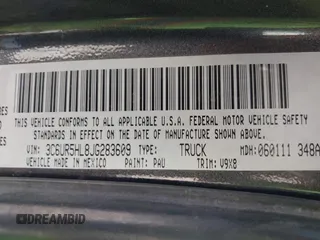 THIS VEHICLE CONFORMS TO ALL APPLICABLE U.S.A. FEDERAL MOTOR VEHICLE SAFETY
STANDARDS IN EFFECT ON THE DATE OF MANUFACTURE SHOWN ABOVE
VIN: 3C6UR5HL8JG283609 TYPE: TRUCK MDH: 060111 348A
VEHICLE MADE IN MEXICO PAINT: PAU TRIM: V9X8
DREAMBID